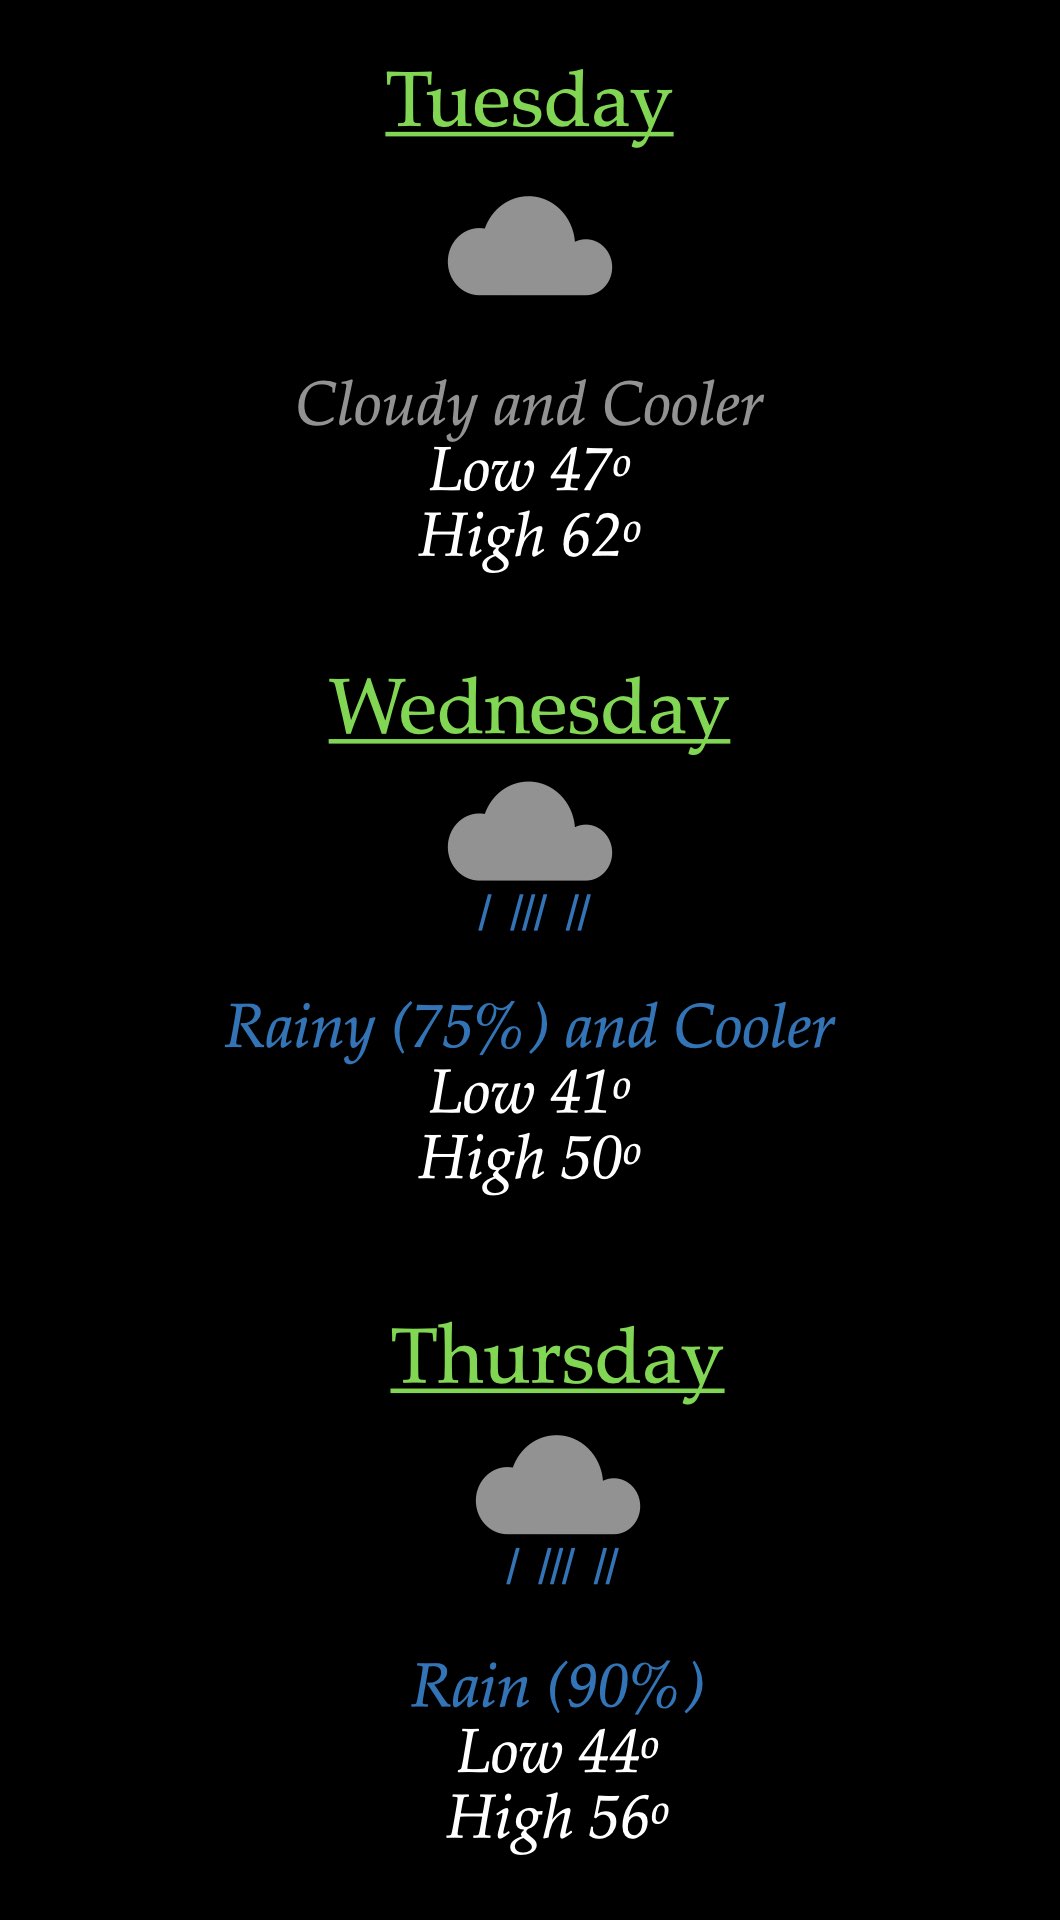 Tuesday
Cloudy and Cooler
Low 47º
High 62º
Wednesday
Rainy (75%) and Cooler
Low 41º
High 50º
Thursday
Rain (90%)
Low 44º
High 56º